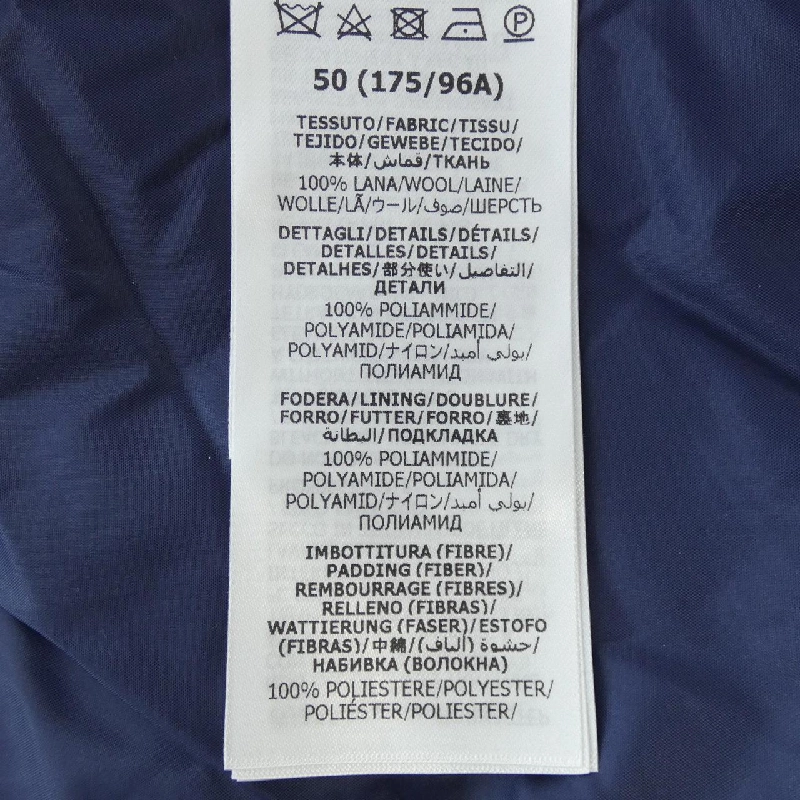 50 (175/96A)
TESSUTO/FABRIC/TISSU/
TEJIDO/GEWEBE/TECIDO/
本体/قماش/ТКАНЬ
100% LANA/WOOL/LAINE/
WOLLE/LÃ/ウール/صوف/ШЕРСТЬ
DETTAGLI/DETAILS/DÉTAILS/
DETALLES/DETAILS/
DETALHES/部分使い/التفاصيل/
ДЕТАЛИ
100% POLIAMMIDE/
POLYAMIDE/POLIAMIDA/
POLYAMID/ナイロン/بولي أميد/
ПОЛИАМИД
FODERA/LINING/DOUBLURE/
FORRO/FUTTER/FORRO/裏地/
البطانة/ПОДКЛАДКА
100% POLIAMMIDE/
POLYAMIDE/POLIAMIDA/
POLYAMID/ナイロン/بولي أميد/
ПОЛИАМИД
IMBOTTITURA (FIBRE)/
PADDING (FIBER)/
REMBOURRAGE (FIBRES)/
RELLENO (FIBRAS)/
WATTIERUNG (FASER)/ESTOFO
(FIBRAS)/中綿/حشوة (ألياف)/
НАБИВКА (ВОЛОКНА)
100% POLIESTERE/POLYESTER/
POLIÉSTER/POLIESTER/